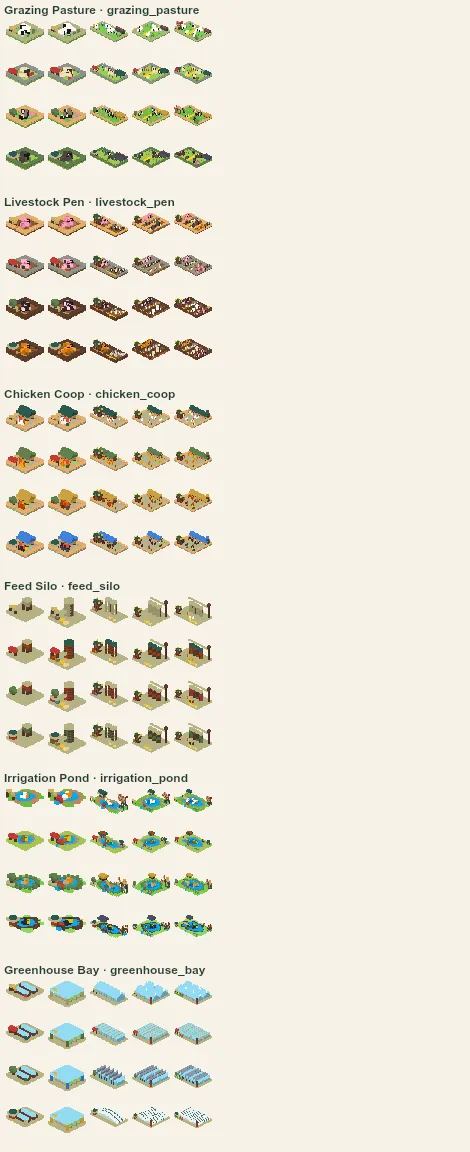 Grazing Pasture · grazing_pasture
Livestock Pen · livestock_pen
Chicken Coop · chicken_coop
Feed Silo · feed_silo
Irrigation Pond · irrigation_pond
Greenhouse Bay · greenhouse_bay